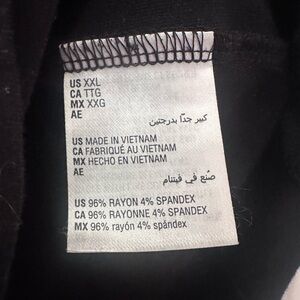 US XXL
CA TTG
MX XXG
AE
كبير جدًا بدرجتين
US MADE IN VIETNAM
CA FABRIQUÉ AU VIETNAM
MX HECHO EN VIETNAM
AE
صُنع في فيتنام
US 96% RAYON 4% SPANDEX
CA 96% RAYONNE 4% SPANDEX
MX 96% rayón 4% spándex